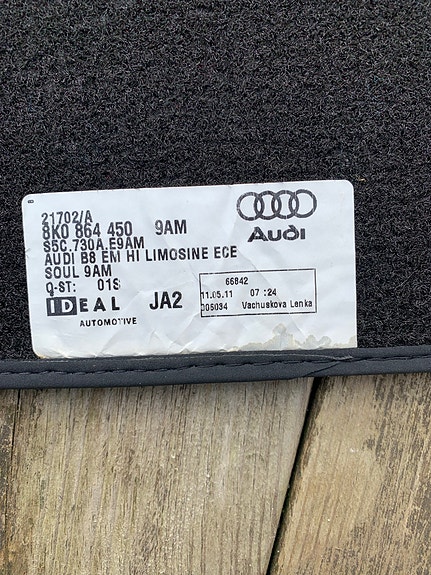 21702/A
8K0 864 450 9AM
S5C.730A.E9AM
AUDI B8 EM HI LIMOSINE ECE
SOUL 9AM
Q-ST: 01S
IDEAL JA2
AUTOMOTIVE
Audi
66842
11.05.11 07:24
006034 Vachuskova Lenka